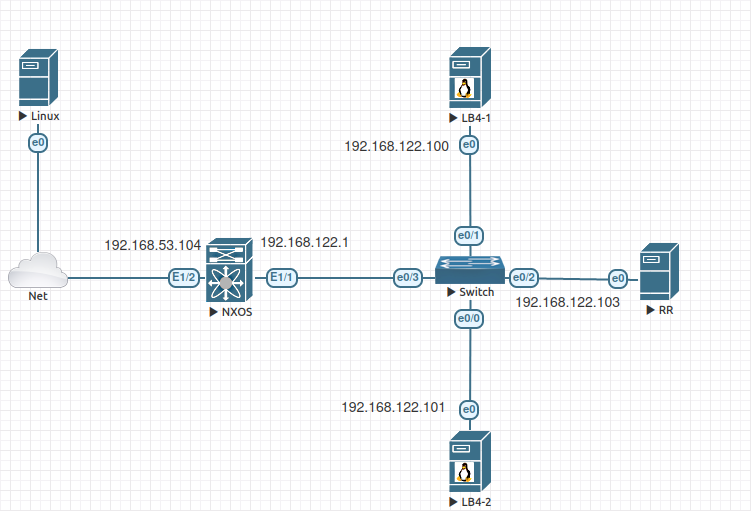 Linux
e0
LB4-1
192.168.122.100
e0
192.168.53.104
192.168.122.1
Net
E1/2
E1/1
NXOS
e0/1
e0/3
Switch
e0/2
e0/0
e0
192.168.122.103
RR
192.168.122.101
e0
LB4-2